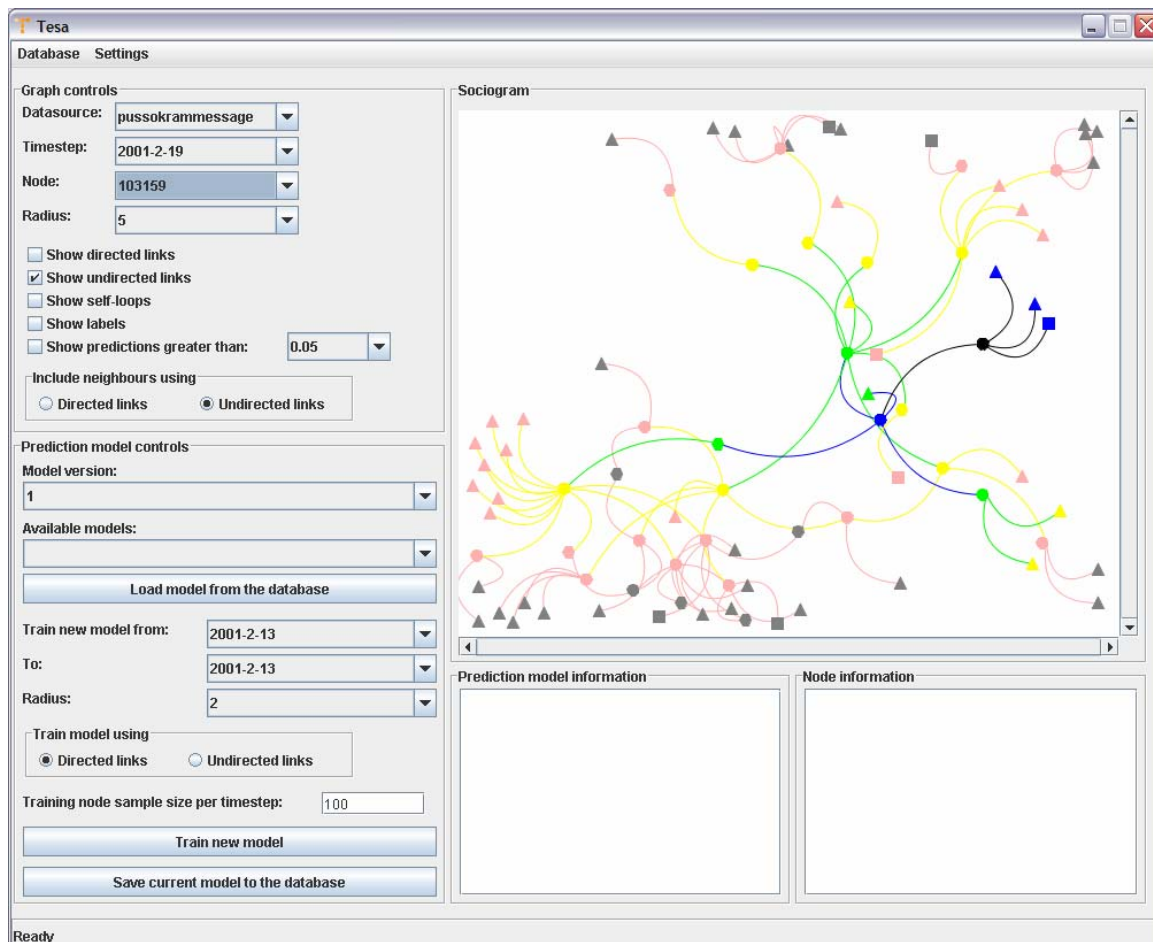 Tesa
Database Settings
Graph controls
Datasource: pussokrammessage
Timestep: 2001-2-19
Node: 103159
Radius: 5
Show directed links
Show undirected links
Show self-loops
Show labels
Show predictions greater than: 0.05
Include neighbours using
Directed links Undirected links
Prediction model controls
Model version:
1
Available models:
Load model from the database
Train new model from: 2001-2-13
To: 2001-2-13
Radius: 2
Train model using
Directed links Undirected links
Training node sample size per timestep: 100
Train new model
Save current model to the database
Sociogram
Prediction model information
Node information
Ready